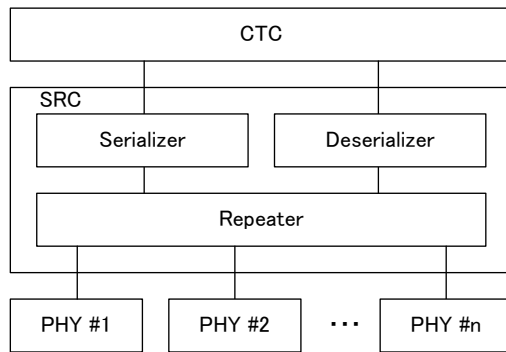 CTC
SRC
Serializer Deserializer
Repeater
PHY #1 PHY #2 ··· PHY #n